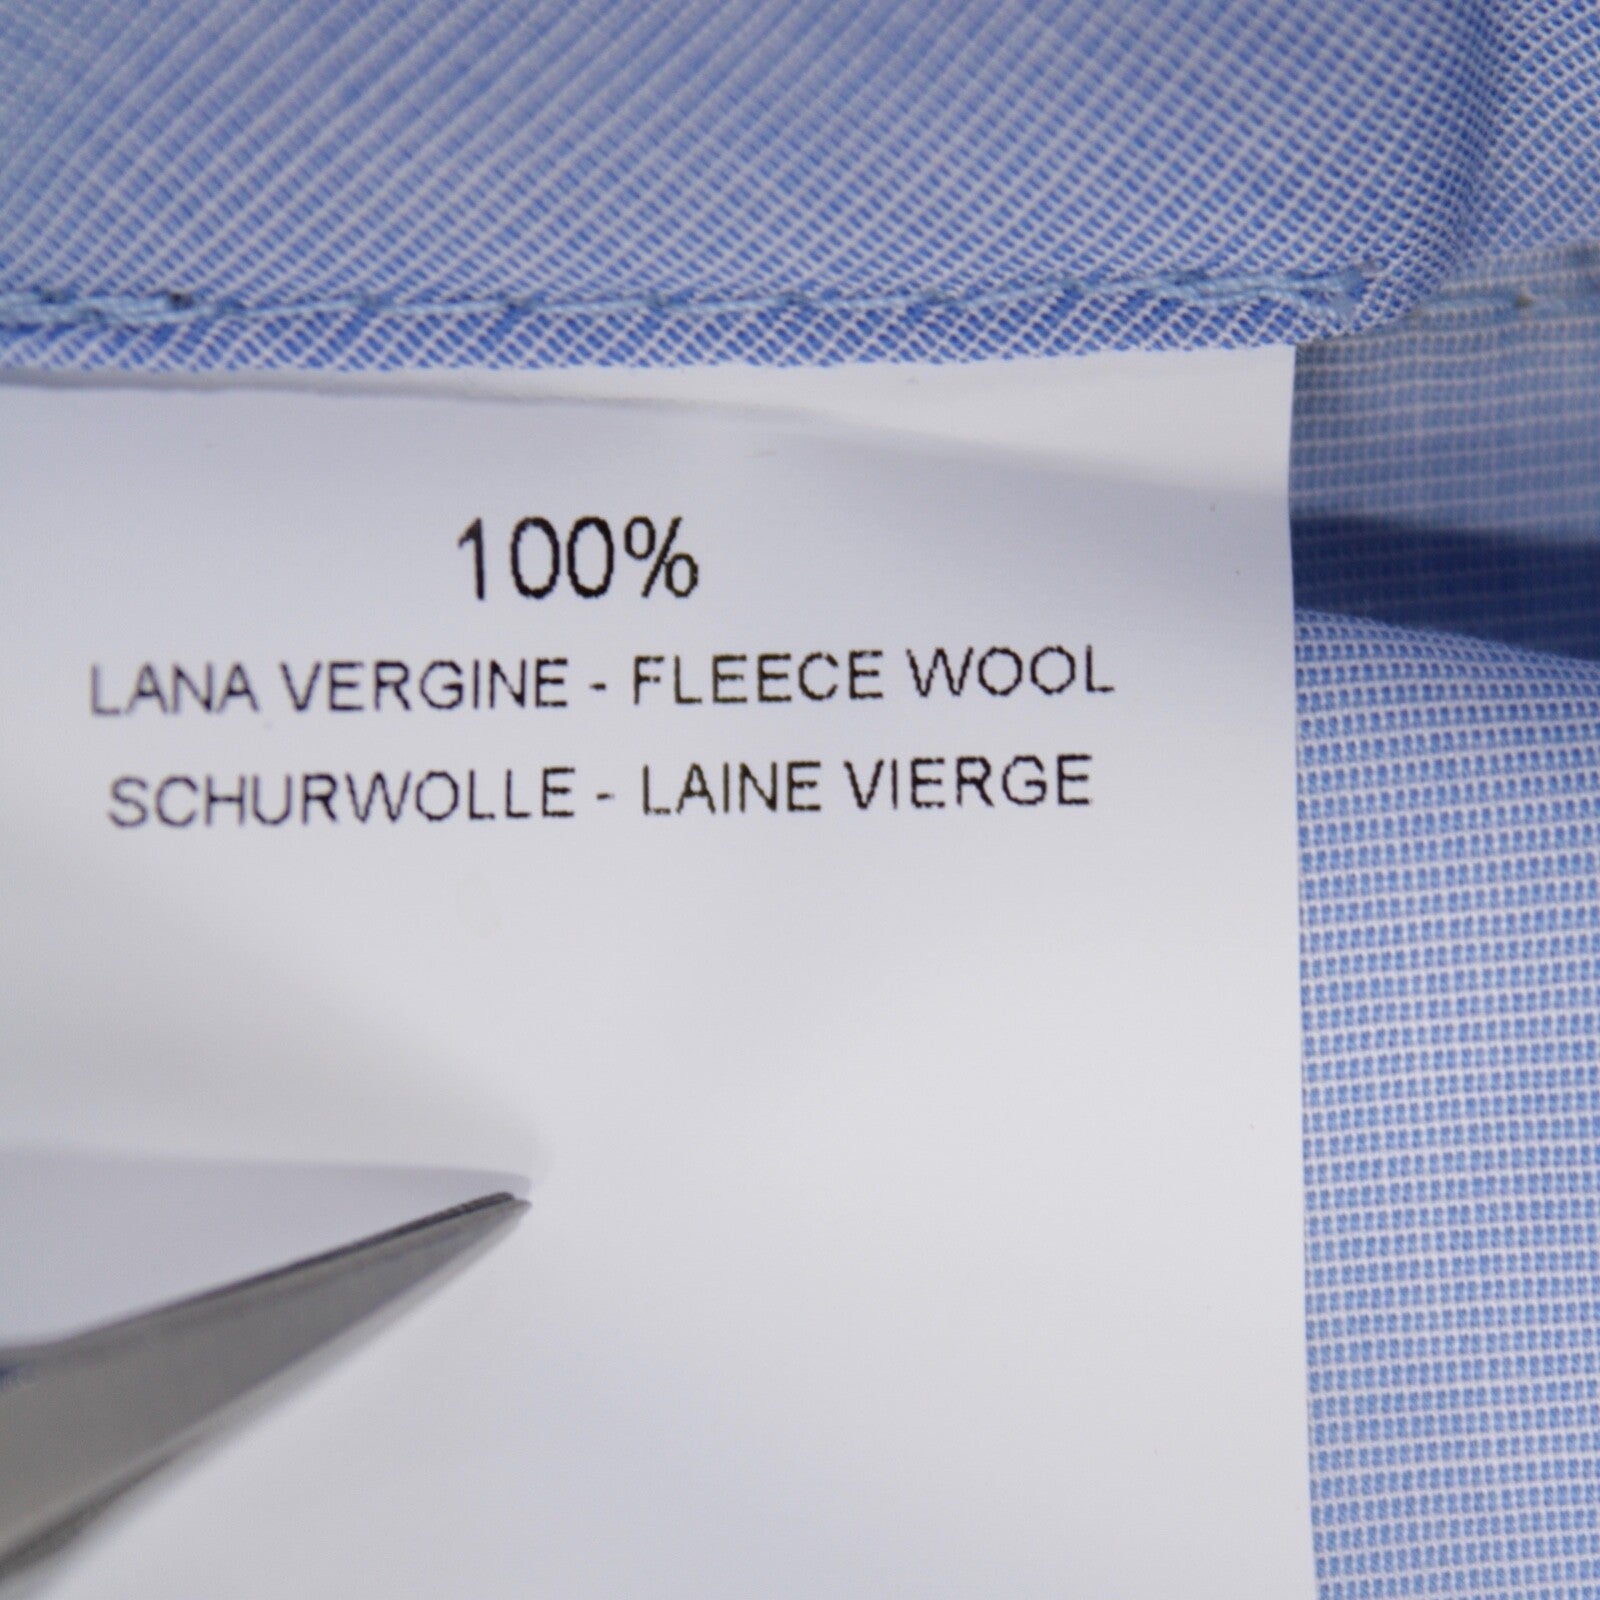 100%
LANA VERGINE - FLEECE WOOL
SCHURWOLLE - LAINE VIERGE